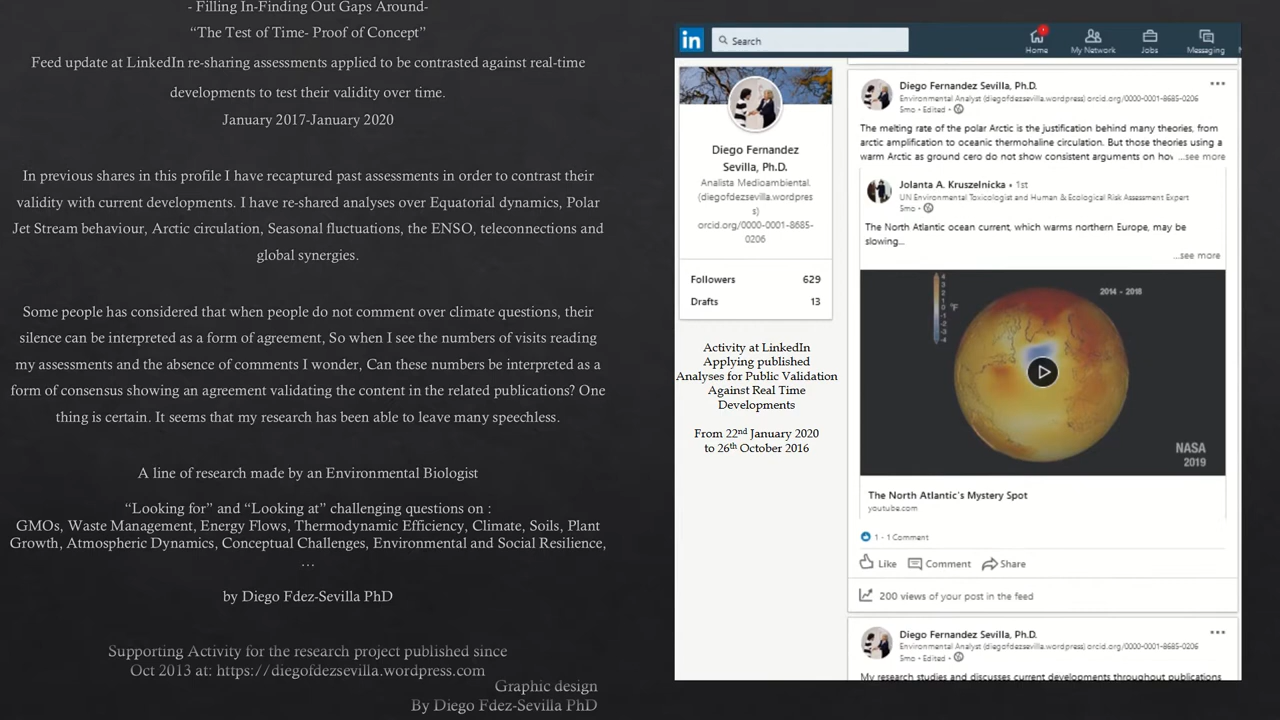 - Filling In-Finding Out Gaps Around-
“The Test of Time- Proof of Concept”
Feed update at LinkedIn re-sharing assessments applied to be contrasted against real-time
developments to test their validity over time.
January 2017-January 2020
In previous shares in this profile I have recaptured past assessments in order to contrast their
validity with current developments. I have re-shared analyses over Equatorial dynamics, Polar
Jet Stream behaviour, Arctic circulation, Seasonal fluctuations, the ENSO, teleconnections and
global synergies.
Some people has considered that when people do not comment over climate questions, their
silence can be interpreted as a form of agreement, So when I see the numbers of visits reading
my assessments and the absence of comments I wonder, Can these numbers be interpreted as a
form of consensus showing an agreement validating the content in the related publications? One
thing is certain. It seems that my research has been able to leave many speechless.
A line of research made by an Environmental Biologist
“Looking for” and “Looking at” challenging questions on :
GMOs, Waste Management, Energy Flows, Thermodynamic Efficiency, Climate, Soils, Plant
Growth, Atmospheric Dynamics, Conceptual Challenges, Environmental and Social Resilience,
…
by Diego Fdez-Sevilla PhD
Supporting Activity for the research project published since
Oct 2013 at: https://diegofdezsevilla.wordpress.com
Graphic design
By Diego Fdez-Sevilla PhD
in
Search
Home
My Network
Jobs
Messaging
Diego Fernandez
Sevilla, Ph.D.
Analista Medioambiental.
(diegofdezsevilla.wordpres
s)
orcid.org/0000-0001-8685-
0206
Followers 629
Drafts 13
Activity at LinkedIn
Applying published
Analyses for Public Validation
Against Real Time
Developments
From 22nd January 2020
to 26th October 2016
Diego Fernandez Sevilla, Ph.D.
Environmental Analyst (diegofdezsevilla.wordpress) orcid.org/0000-0001-8685-0206
5mo • Edited •
The melting rate of the polar Arctic is the justification behind many theories, from
arctic amplification to oceanic thermohaline circulation. But those theories using a
warm Arctic as ground cero do not show consistent arguments on how ...see more
Jolanta A. Kruszelnicka • 1st
UN Environmental Toxicologist and Human & Ecological Risk Assessment Expert
5mo •
The North Atlantic ocean current, which warms northern Europe, may be
slowing...
...see more
4
3
2
1
0
-1
-2
-3
-4
°F
2014 - 2018
NASA
2019
The North Atlantic's Mystery Spot
youtube.com
1 - 1 Comment
Like Comment Share
200 views of your post in the feed
Diego Fernandez Sevilla, Ph.D.
Environmental Analyst (diegofdezsevilla.wordpress) orcid.org/0000-0001-8685-0206
5mo • Edited •
My research studies and discusses current developments throughout publications